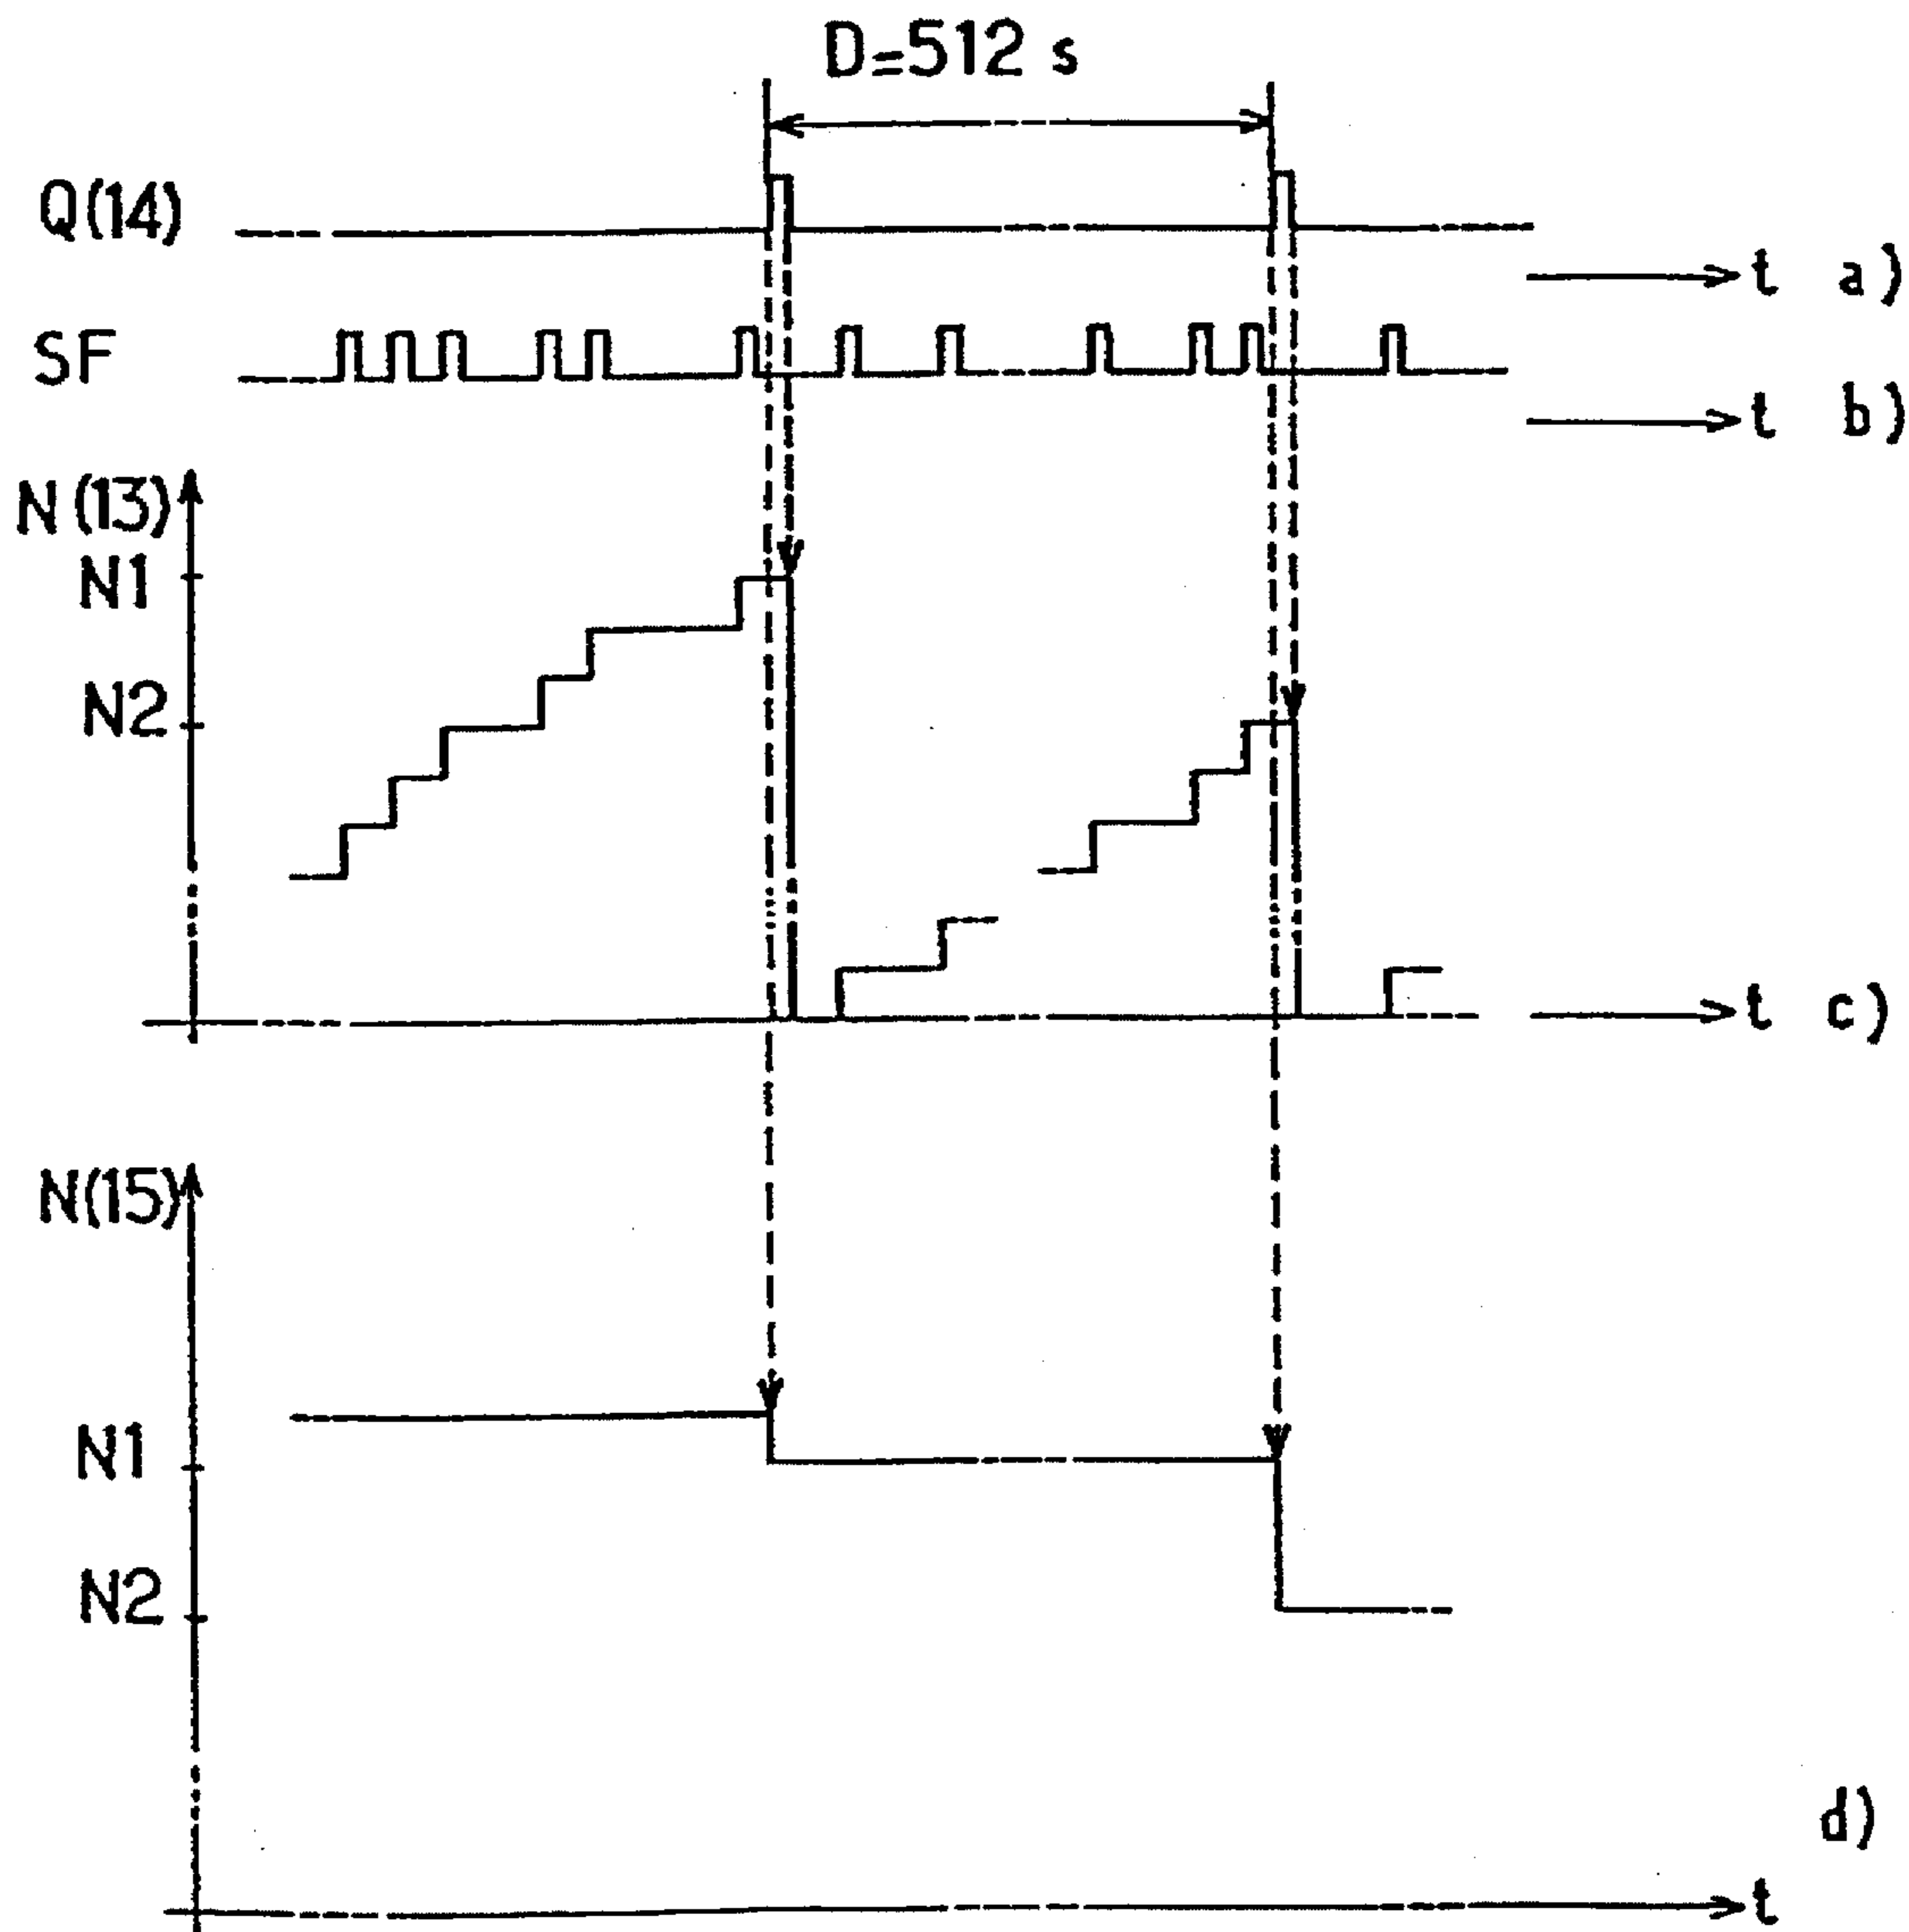 D=512 s
Q(14)
t a)
SF
t b)
N(13)
N1
N2
t c)
N(15)
N1
N2
d)
t